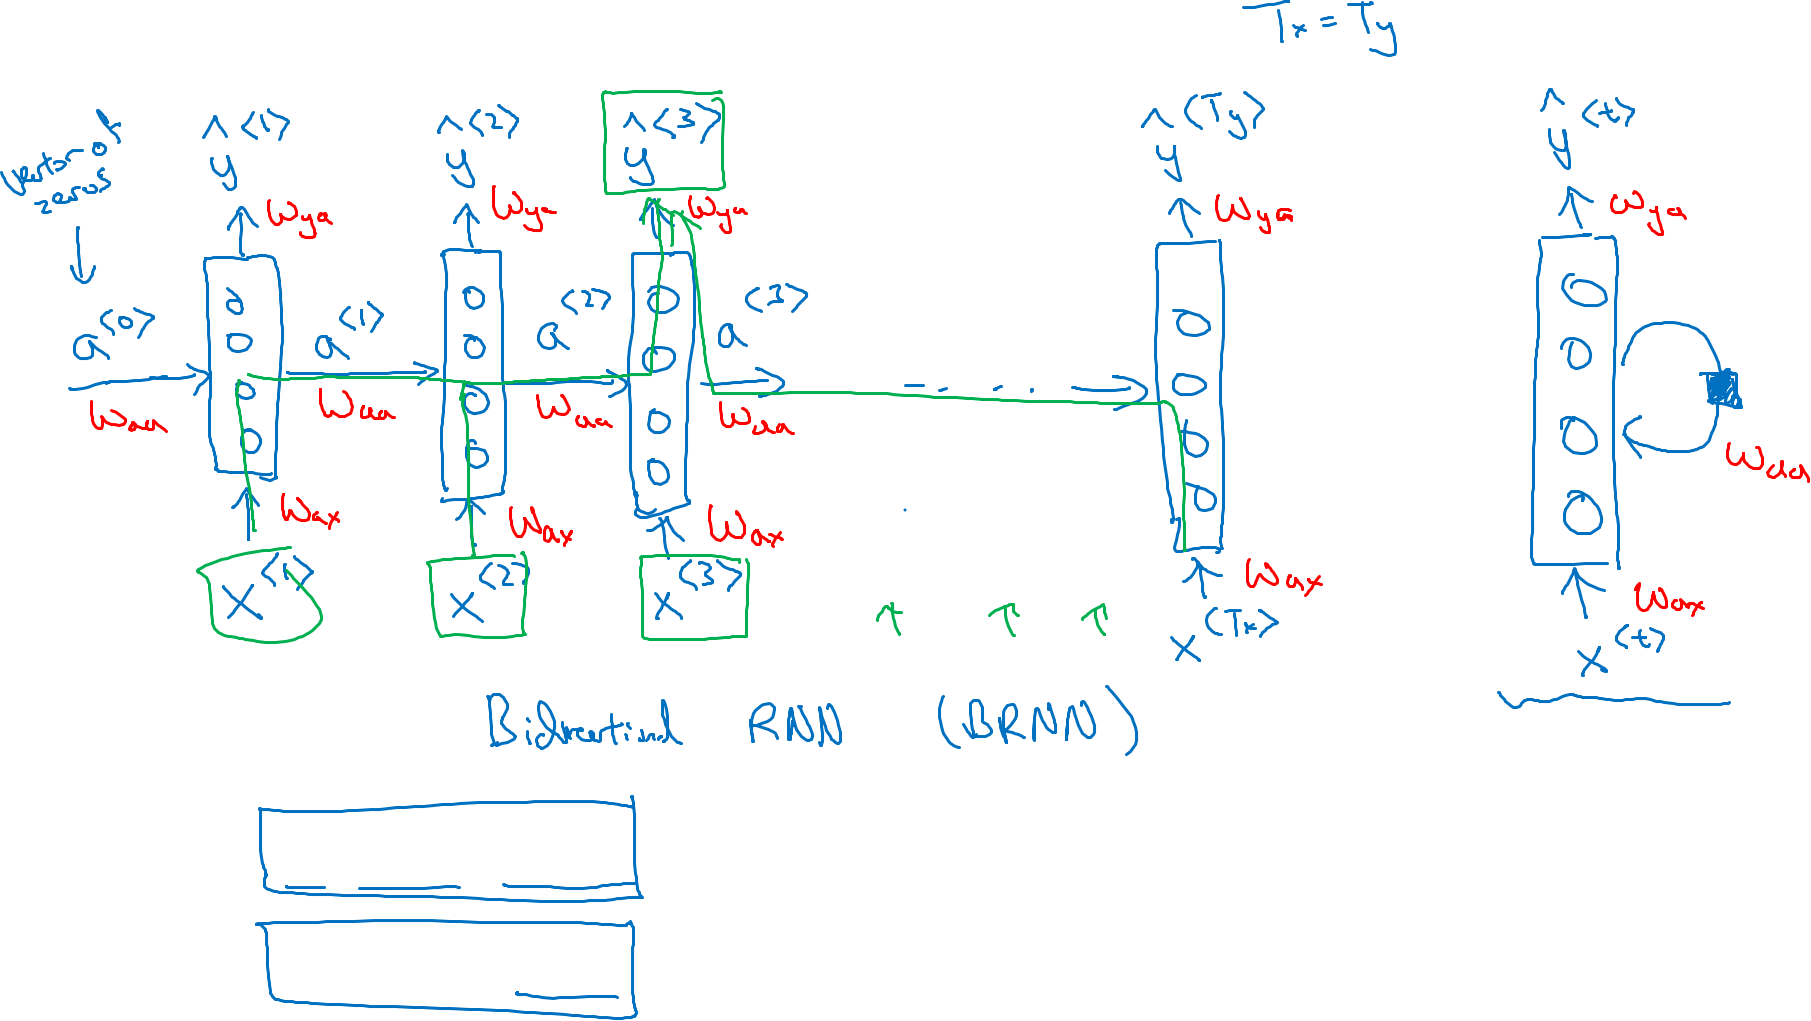 Tx = Ty
vector of zeros
ŷ<1> ŷ<2> ŷ<3> ŷ<Ty> ŷ<t>
Wya Wya Wya Wya Wya
a<0> a<1> a<2> a<3>
Waa Waa Waa Waa Waa
Wax Wax Wax Wax Wax
x<1> x<2> x<3> x<Tx> x<t>
Bidirectional RNN (BRNN)